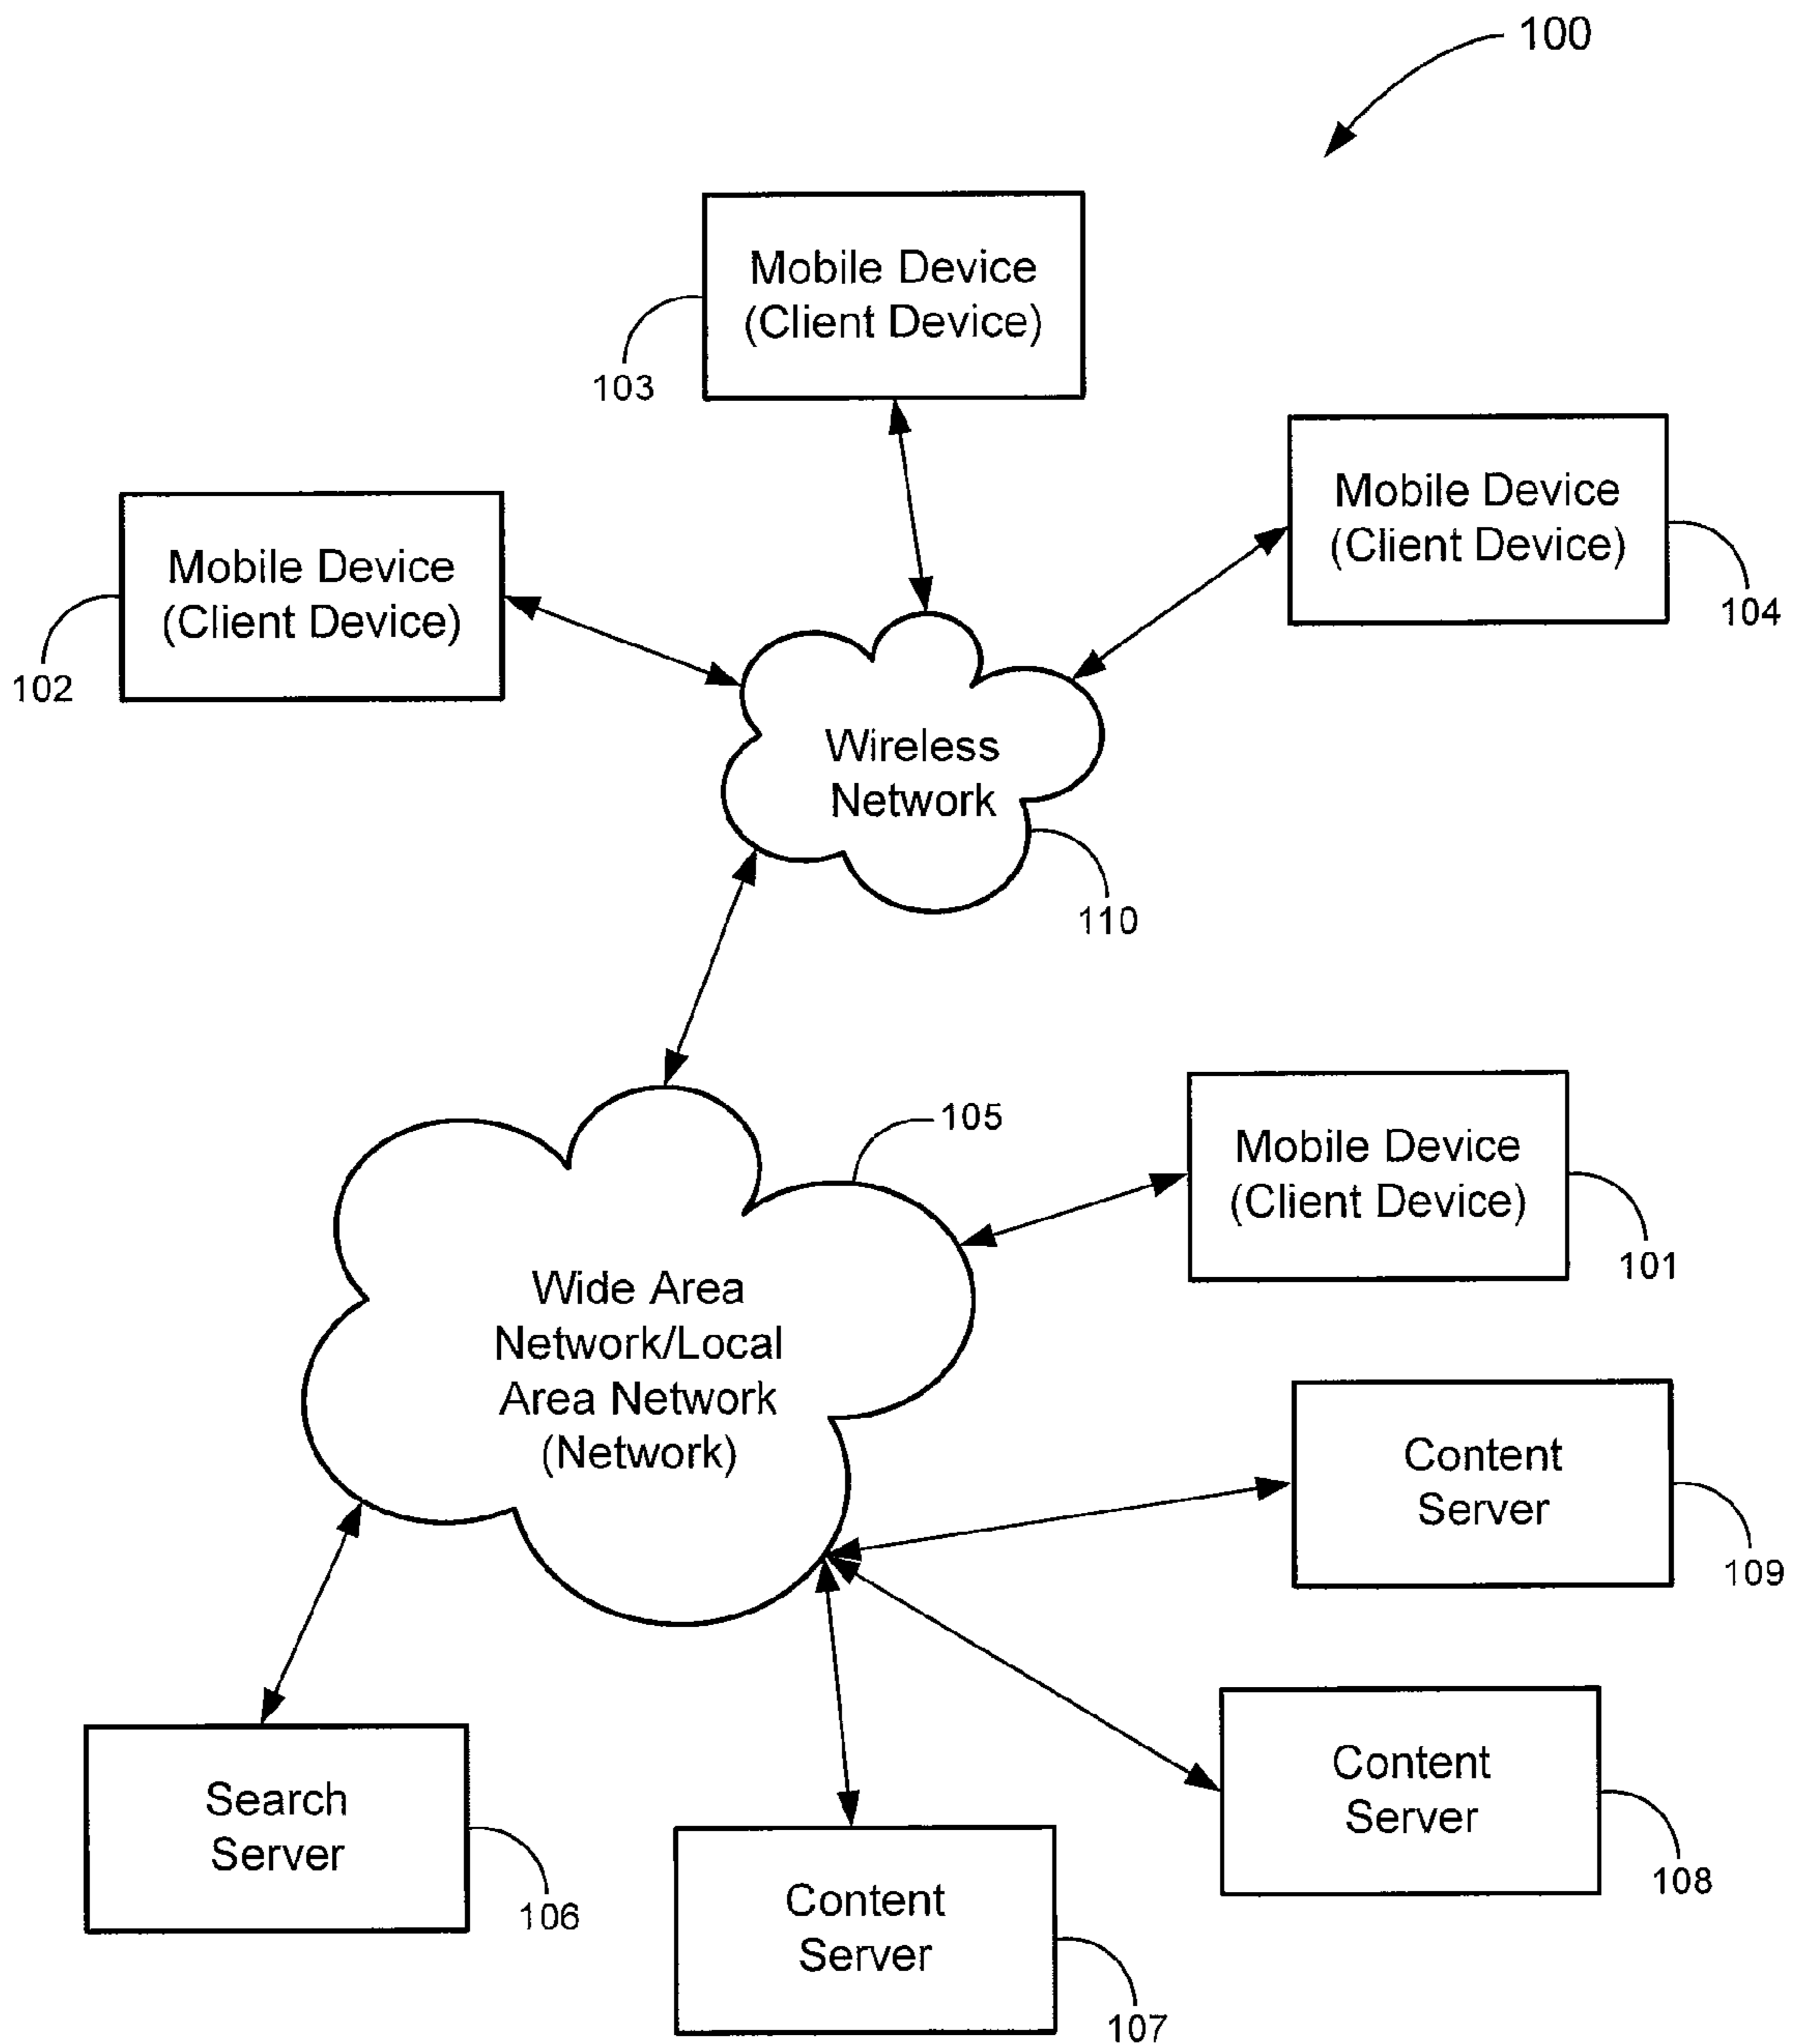 100
Mobile Device
(Client Device)
103
Mobile Device
(Client Device)
104
Mobile Device
(Client Device)
102
Wireless
Network
110
105
Mobile Device
(Client Device)
101
Wide Area
Network/Local
Area Network
(Network)
Content
Server
109
Content
Server
108
Search
Server
106
Content
Server
107